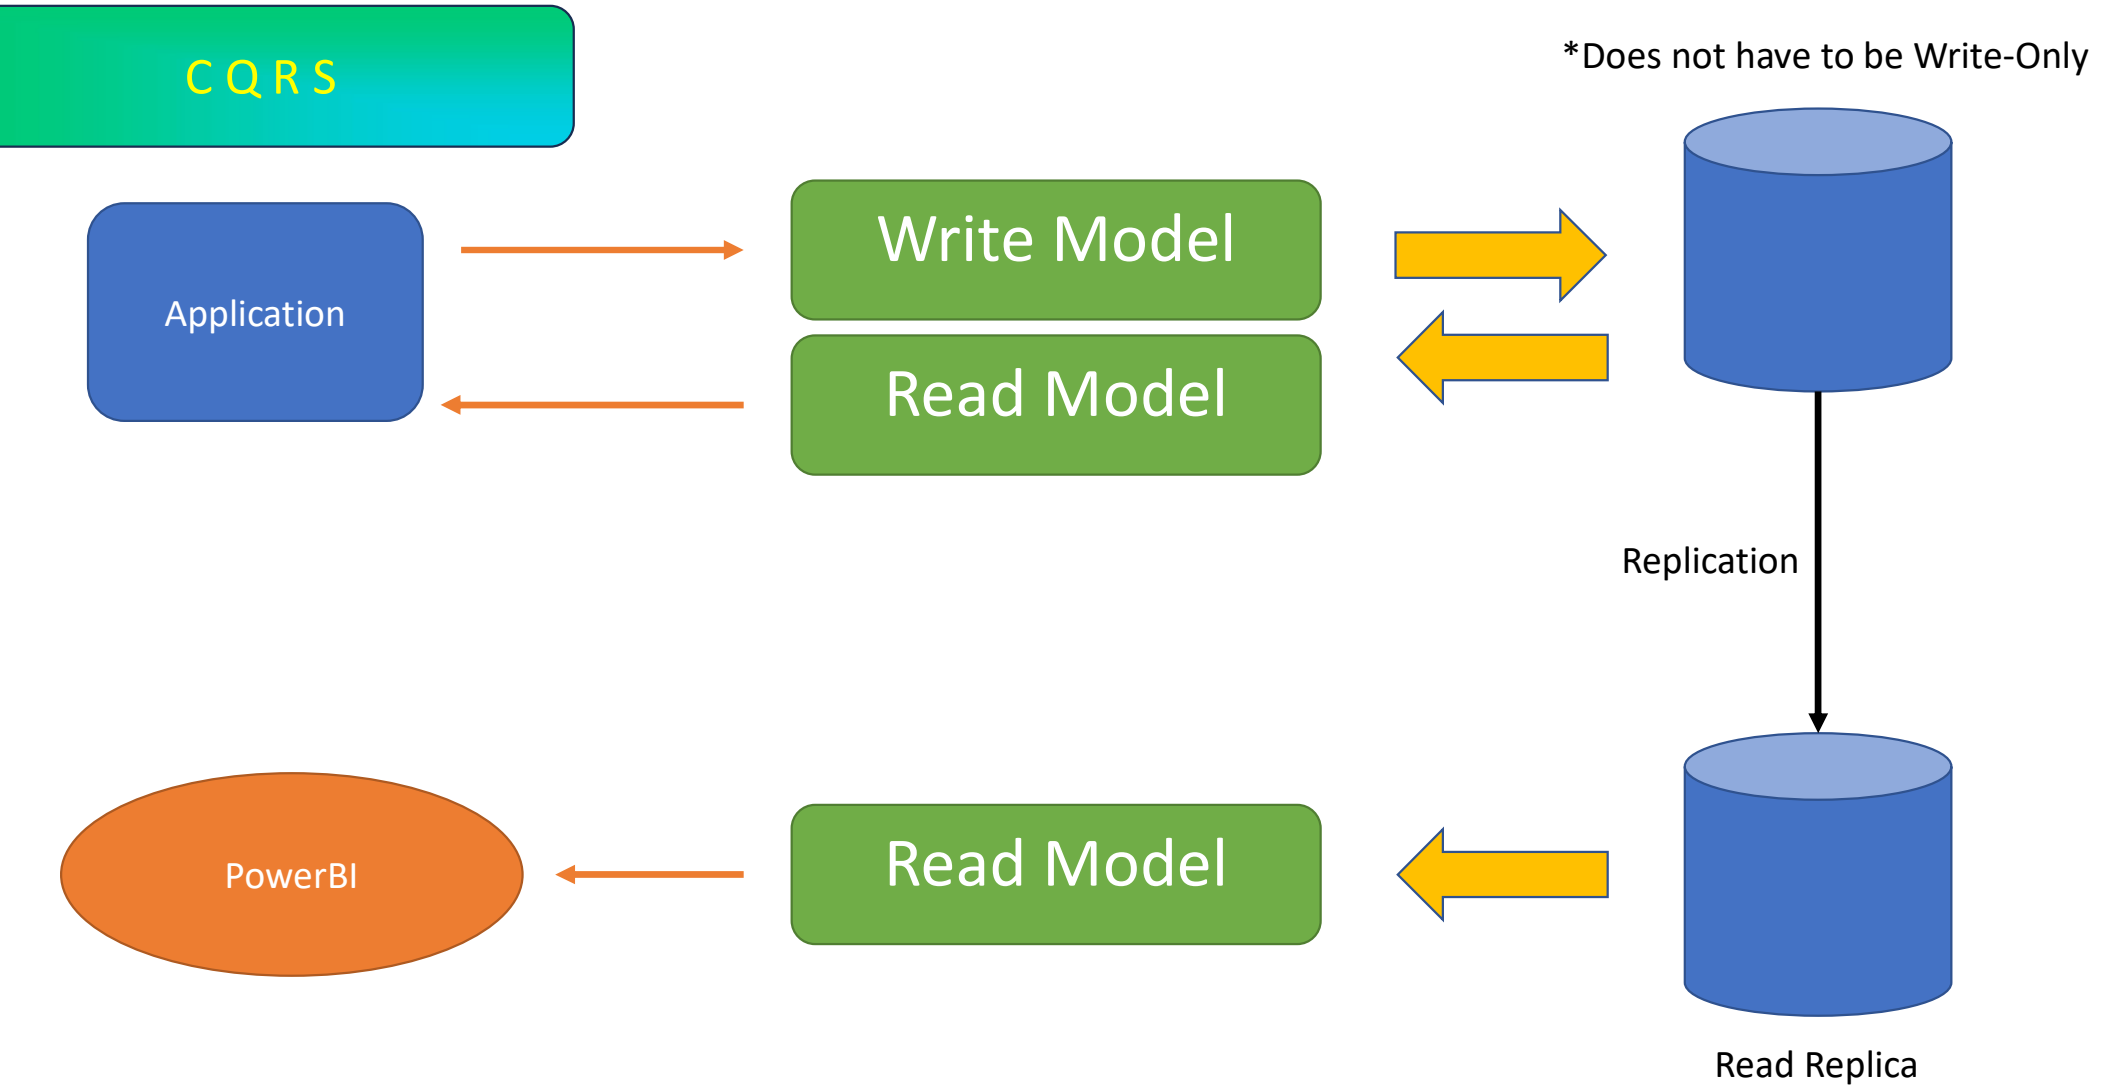 C Q R S
*Does not have to be Write-Only
Write Model
Application
Read Model
Replication
PowerBI
Read Model
Read Replica